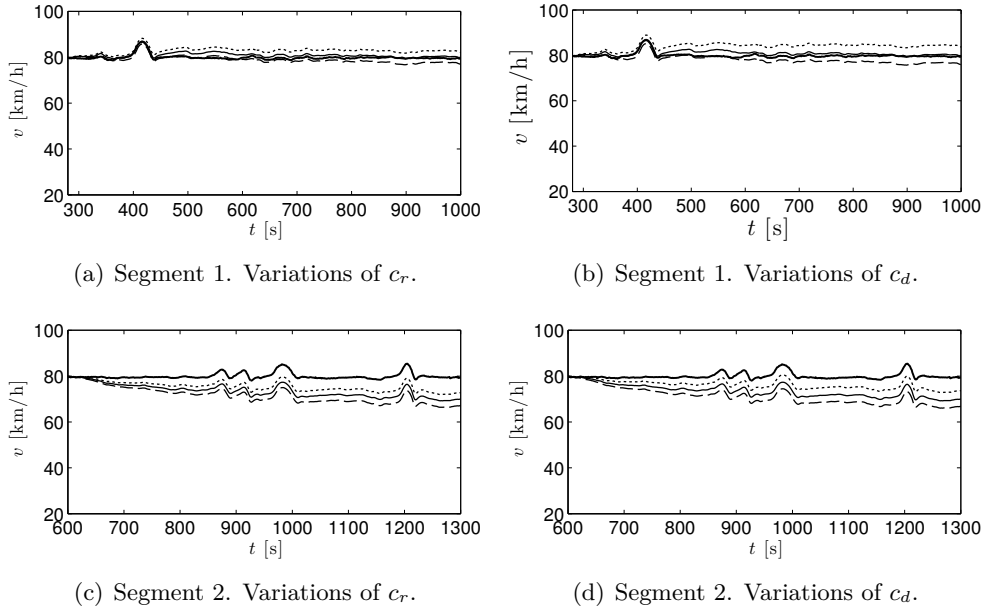 100
80
60
40
20
v [km/h]
300 400 500 600 700 800 900 1000
t [s]
(a) Segment 1. Variations of c_r.
100
80
60
40
20
v [km/h]
300 400 500 600 700 800 900 1000
t [s]
(b) Segment 1. Variations of c_d.
100
80
60
40
20
v [km/h]
600 700 800 900 1000 1100 1200 1300
t [s]
(c) Segment 2. Variations of c_r.
100
80
60
40
20
v [km/h]
600 700 800 900 1000 1100 1200 1300
t [s]
(d) Segment 2. Variations of c_d.